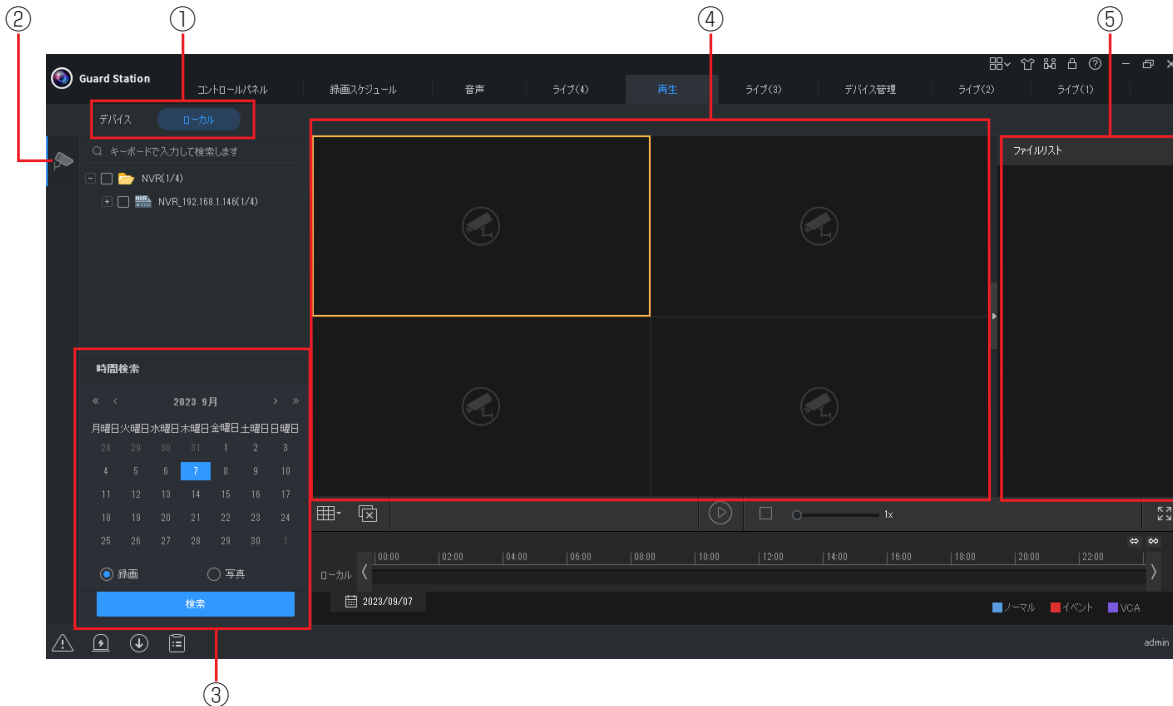 ② ① ④ ⑤
Guard Station
コントロールパネル 録画スケジュール 音声 ライブ(4) 再生 ライブ(3) デバイス管理 ライブ(2) ライブ(1)
デバイス ローカル
キーボードで入力して検索します
ファイルリスト
NVR(1/4)
NVR_192.168.1.146(1/4)
時間検索
« < 2023 9月 > »
月曜日 火曜日 水曜日 木曜日 金曜日 土曜日 日曜日
28 29 30 31 1 2 3
4 5 6 7 8 9 10
11 12 13 14 15 16 17
18 19 20 21 22 23 24
25 26 27 28 29 30 1
録画 写真
検索
1x
00:00 02:00 04:00 06:00 08:00 10:00 12:00 14:00 16:00 18:00 20:00 22:00
ローカル
2023/09/07
ノーマル イベント VCA
admin
③